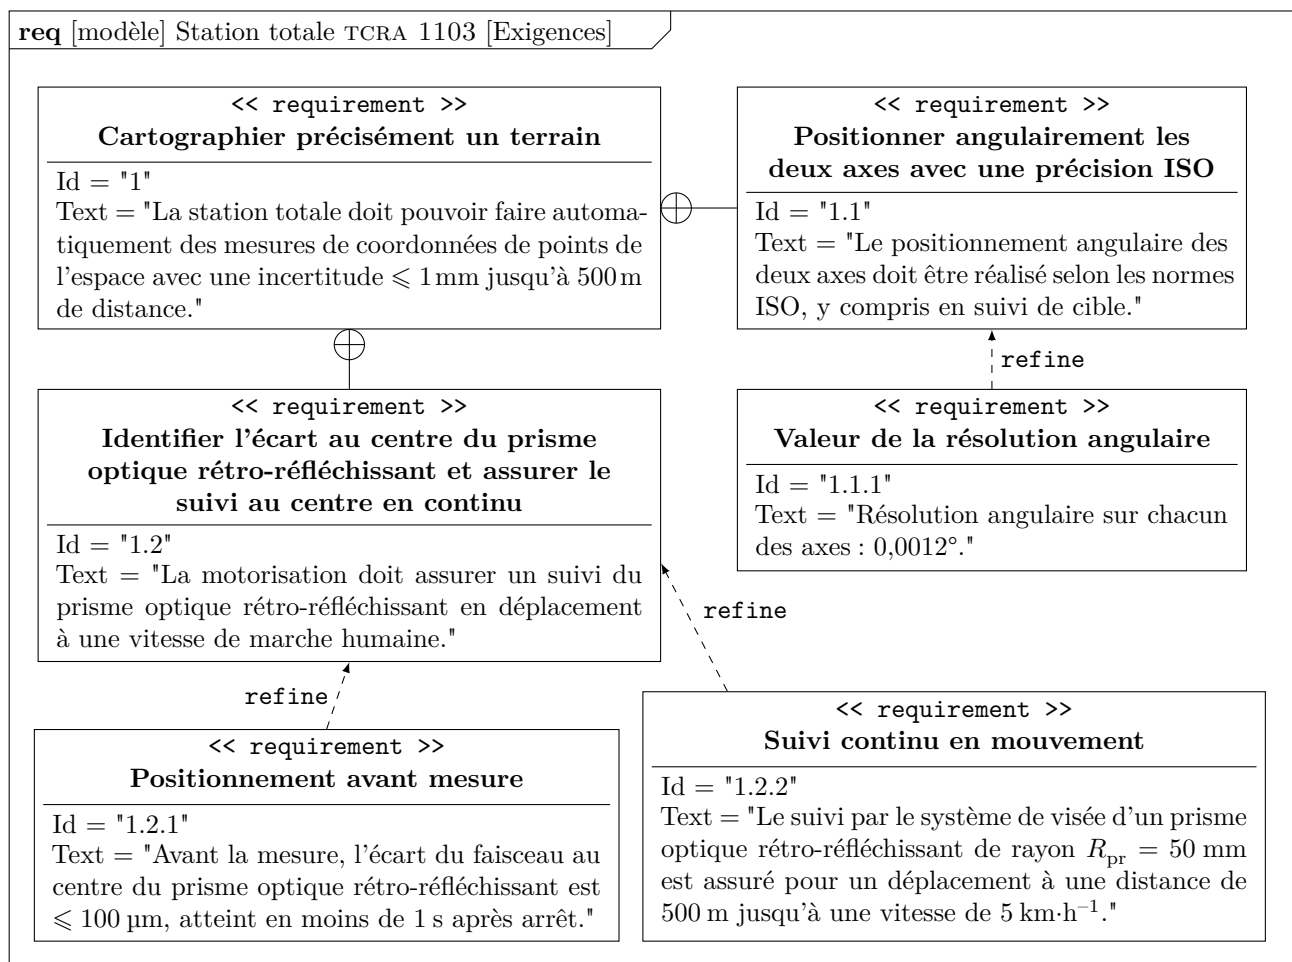 req [modèle] Station totale TCRA 1103 [Exigences]
<< requirement >>
Cartographier précisément un terrain
Id = "1"
Text = "La station totale doit pouvoir faire automa-
tiquement des mesures de coordonnées de points de
l'espace avec une incertitude ⩽ 1 mm jusqu'à 500 m
de distance."
<< requirement >>
Positionner angulairement les
deux axes avec une précision ISO
Id = "1.1"
Text = "Le positionnement angulaire des
deux axes doit être réalisé selon les normes
ISO, y compris en suivi de cible."
refine
<< requirement >>
Identifier l'écart au centre du prisme
optique rétro-réfléchissant et assurer le
suivi au centre en continu
Id = "1.2"
Text = "La motorisation doit assurer un suivi du
prisme optique rétro-réfléchissant en déplacement
à une vitesse de marche humaine."
<< requirement >>
Valeur de la résolution angulaire
Id = "1.1.1"
Text = "Résolution angulaire sur chacun
des axes : 0,0012°."
refine
refine
<< requirement >>
Positionnement avant mesure
Id = "1.2.1"
Text = "Avant la mesure, l'écart du faisceau au
centre du prisme optique rétro-réfléchissant est
⩽ 100 µm, atteint en moins de 1 s après arrêt."
<< requirement >>
Suivi continu en mouvement
Id = "1.2.2"
Text = "Le suivi par le système de visée d'un prisme
optique rétro-réfléchissant de rayon R_pr = 50 mm
est assuré pour un déplacement à une distance de
500 m jusqu'à une vitesse de 5 km·h⁻¹."